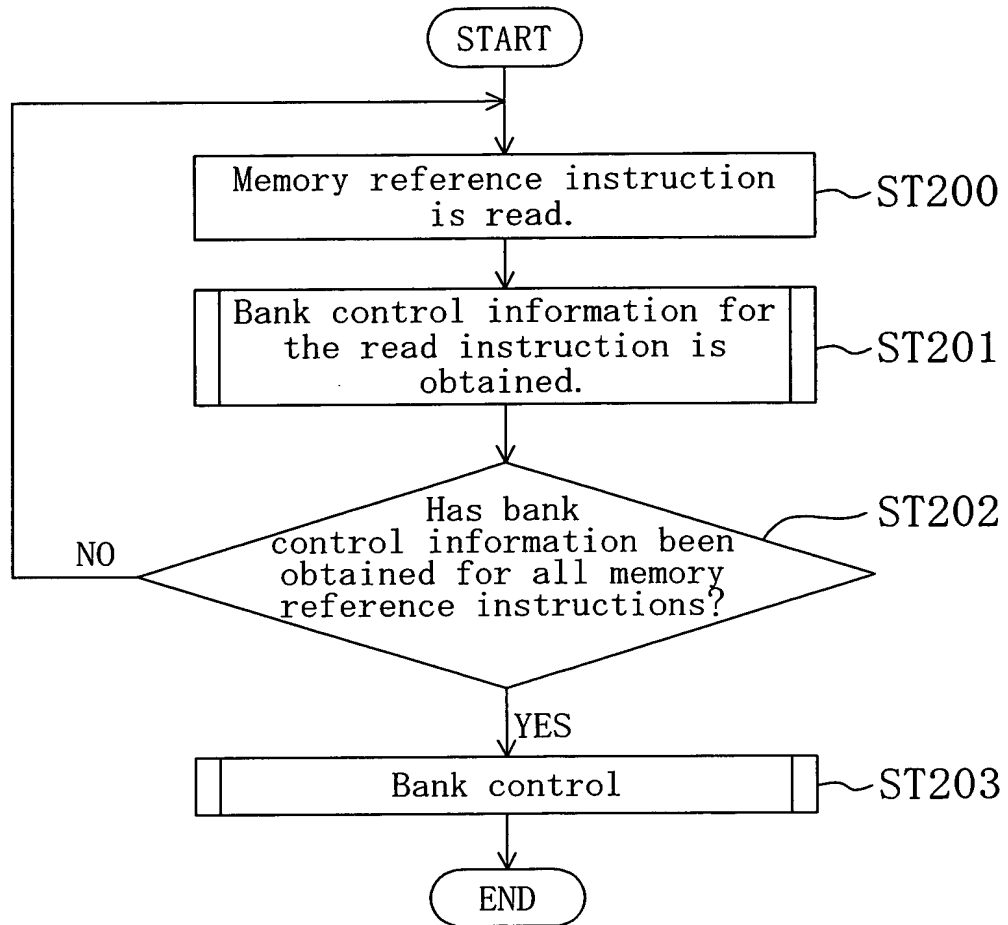 START
Memory reference instruction
is read.
ST200
Bank control information for
the read instruction is
obtained.
ST201
Has bank
control information been
obtained for all memory
reference instructions?
ST202
NO
YES
Bank control
ST203
END